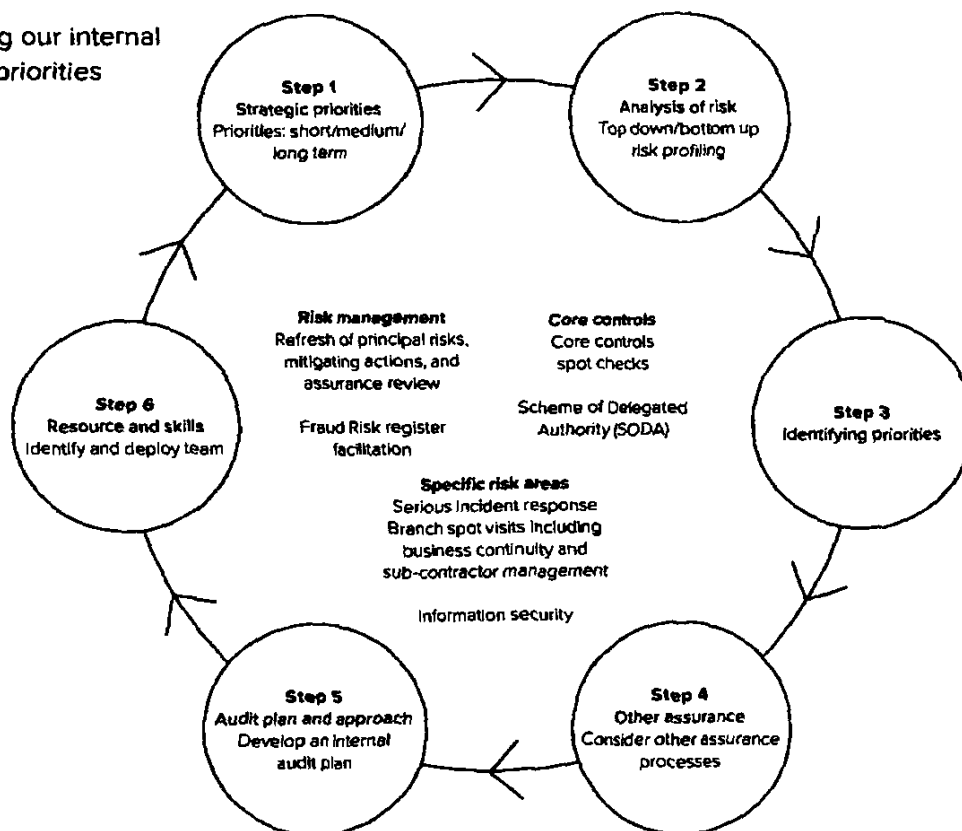 g our internal
priorities
Step 1
Strategic priorities
Priorities: short/medium/
long term
Step 2
Analysis of risk
Top down/bottom up
risk profiling
Risk management
Refresh of principal risks,
mitigating actions, and
assurance review
Fraud Risk register
facilitation
Core controls
Core controls
spot checks
Scheme of Delegated
Authority (SODA)
Step 3
Identifying priorities
Step 6
Resource and skills
Identify and deploy team
Specific risk areas
Serious incident response
Branch spot visits including
business continuity and
sub-contractor management
Information security
Step 5
Audit plan and approach
Develop an internal
audit plan
Step 4
Other assurance
Consider other assurance
processes